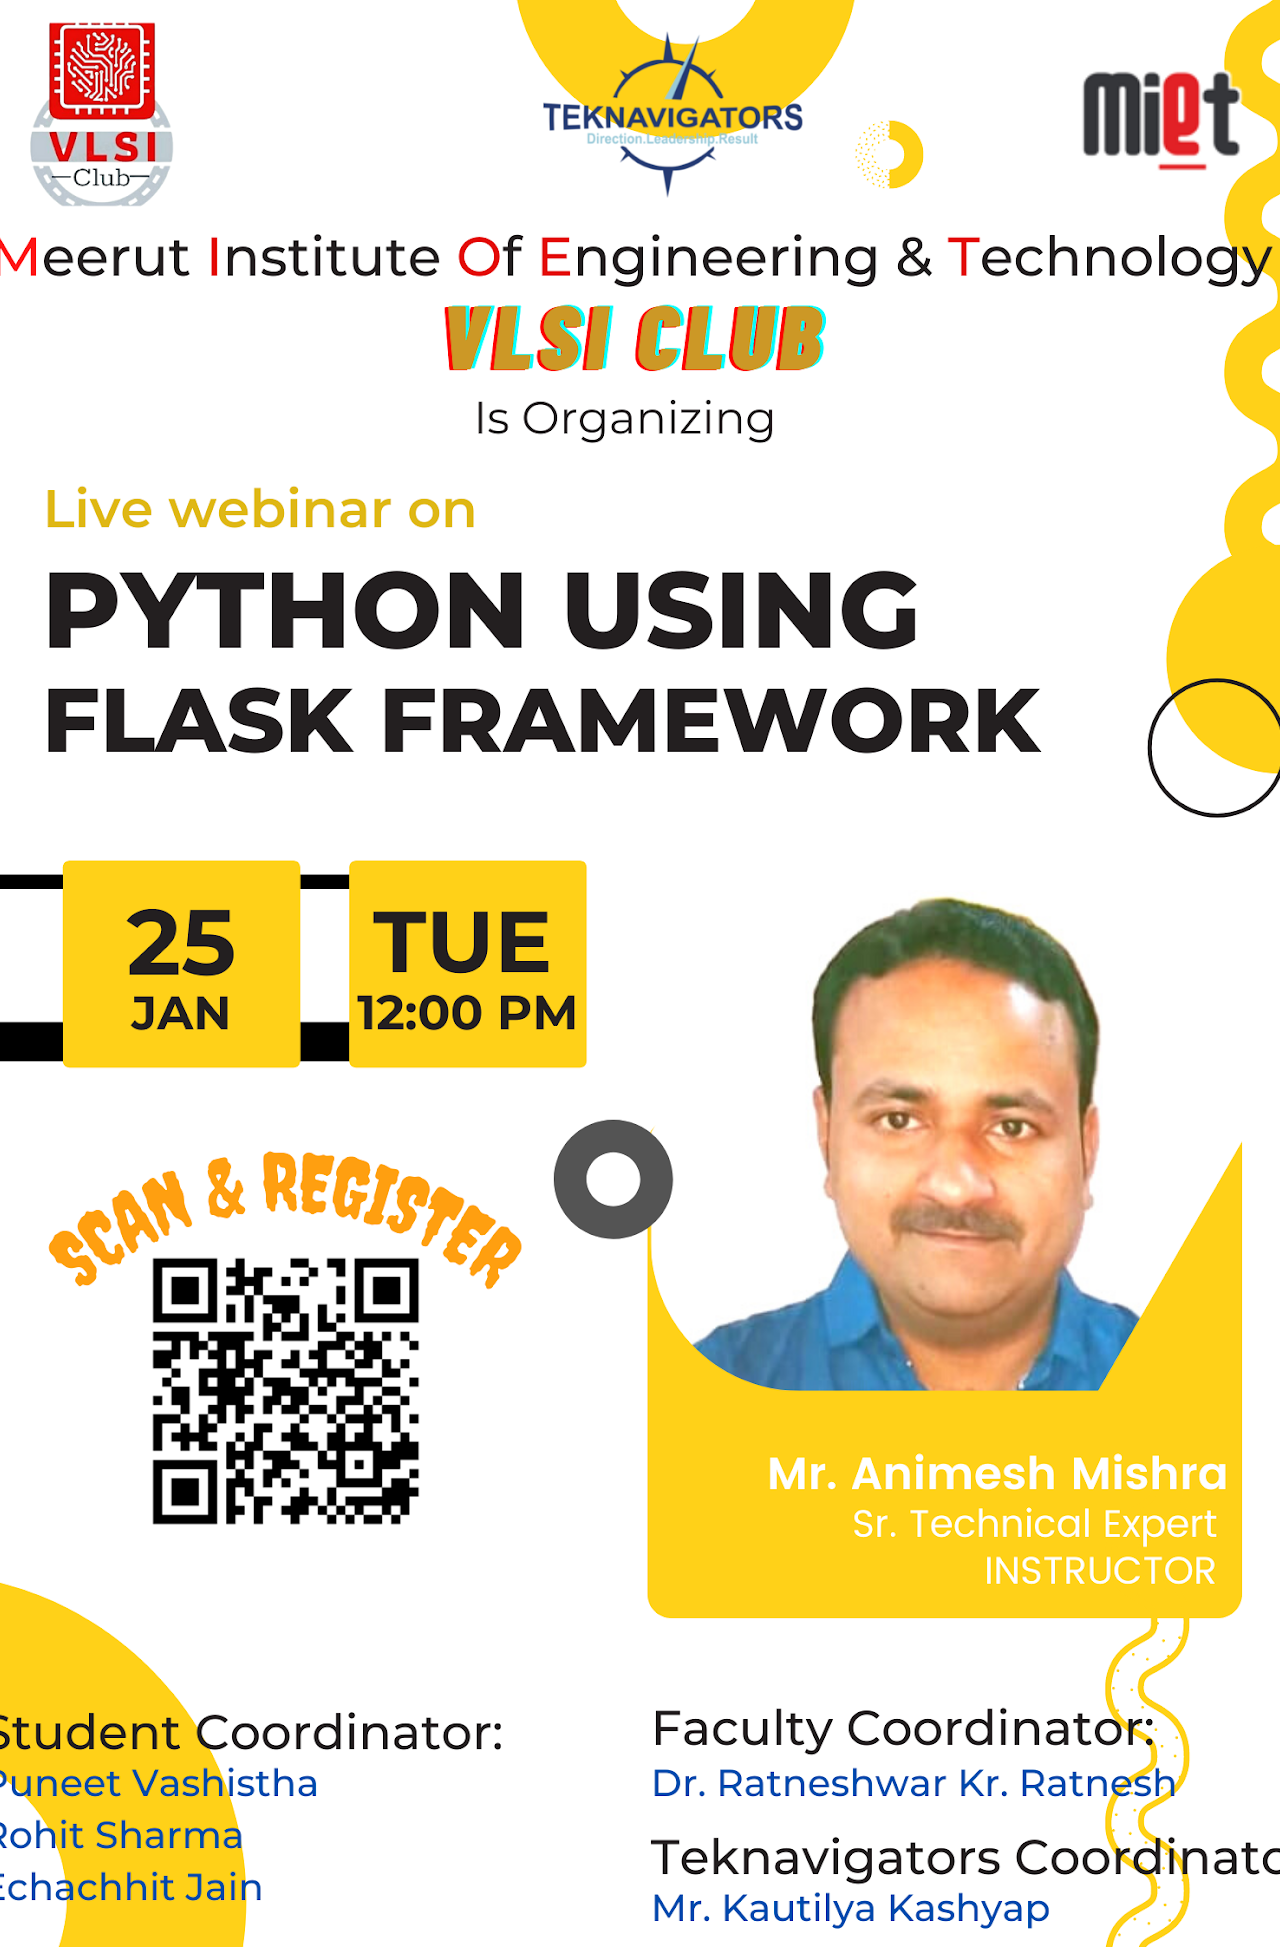 VLSI
Club
TEKNAVIGATORS
Direction.Leadership.Result
miet
Meerut Institute Of Engineering & Technology
VLSI CLUB
Is Organizing
Live webinar on
PYTHON USING
FLASK FRAMEWORK
25
JAN
TUE
12:00 PM
SCAN & REGISTER
Mr. Animesh Mishra
Sr. Technical Expert
INSTRUCTOR
Student Coordinator:
Puneet Vashistha
Rohit Sharma
Echachhit Jain
Faculty Coordinator:
Dr. Ratneshwar Kr. Ratnesh
Teknavigators Coordinato
Mr. Kautilya Kashyap